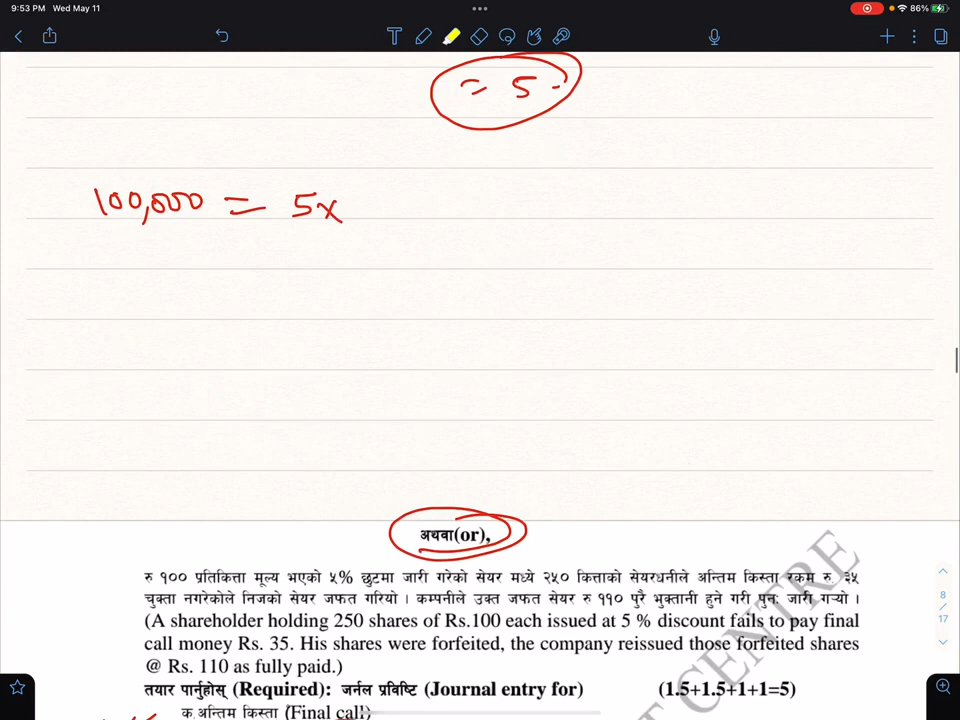 9:53 PM Wed May 11
86%
= 5
100,000 = 5x
अथवा(or),
रु १०० प्रतिकित्ता मूल्य भएको ५% छुटमा जारी गरेको सेयर मध्ये २५० कित्ताको सेयरधनीले अन्तिम किस्ता रकम रु. ३५
चुक्ता नगरेकोले निजको सेयर जफत गरियो । कम्पनीले उक्त जफत सेयर रु ११० पुरै भुक्तानी हुने गरी पुनः जारी गर्‍यो ।
(A shareholder holding 250 shares of Rs.100 each issued at 5 % discount fails to pay final
call money Rs. 35. His shares were forfeited, the company reissued those forfeited shares
@ Rs. 110 as fully paid.)
तयार पार्नुहोस् (Required): जर्नल प्रविष्टि (Journal entry for) (1.5+1.5+1+1=5)
क.अन्तिम किस्ता (Final call)
CENTRE
8
/
17